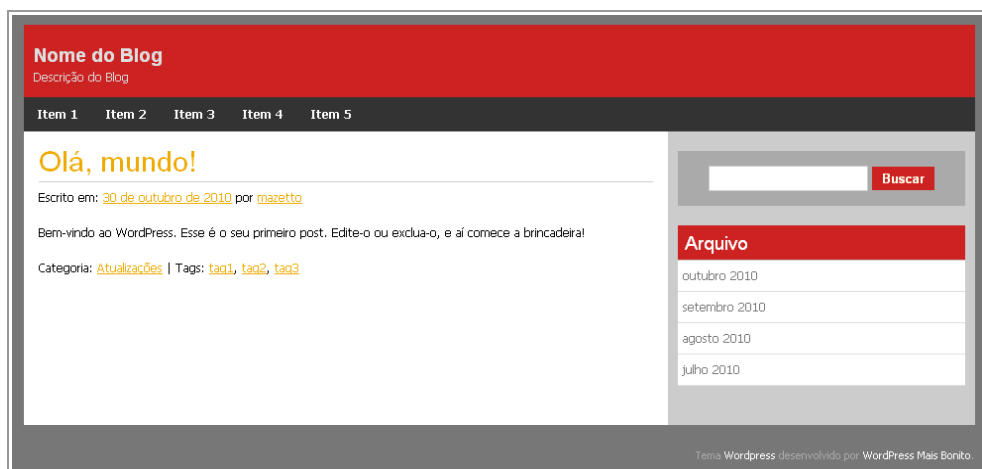 Nome do Blog
Descrição do Blog
Item 1 Item 2 Item 3 Item 4 Item 5
Olá, mundo!
Escrito em: 30 de outubro de 2010 por mazetto
Bem-vindo ao WordPress. Esse é o seu primeiro post. Edite-o ou exclua-o, e aí comece a brincadeira!
Categoria: Atualizações | Tags: tag1, tag2, tag3
Buscar
Arquivo
outubro 2010
setembro 2010
agosto 2010
julho 2010
Tema Wordpress desenvolvido por WordPress Mais Bonito.